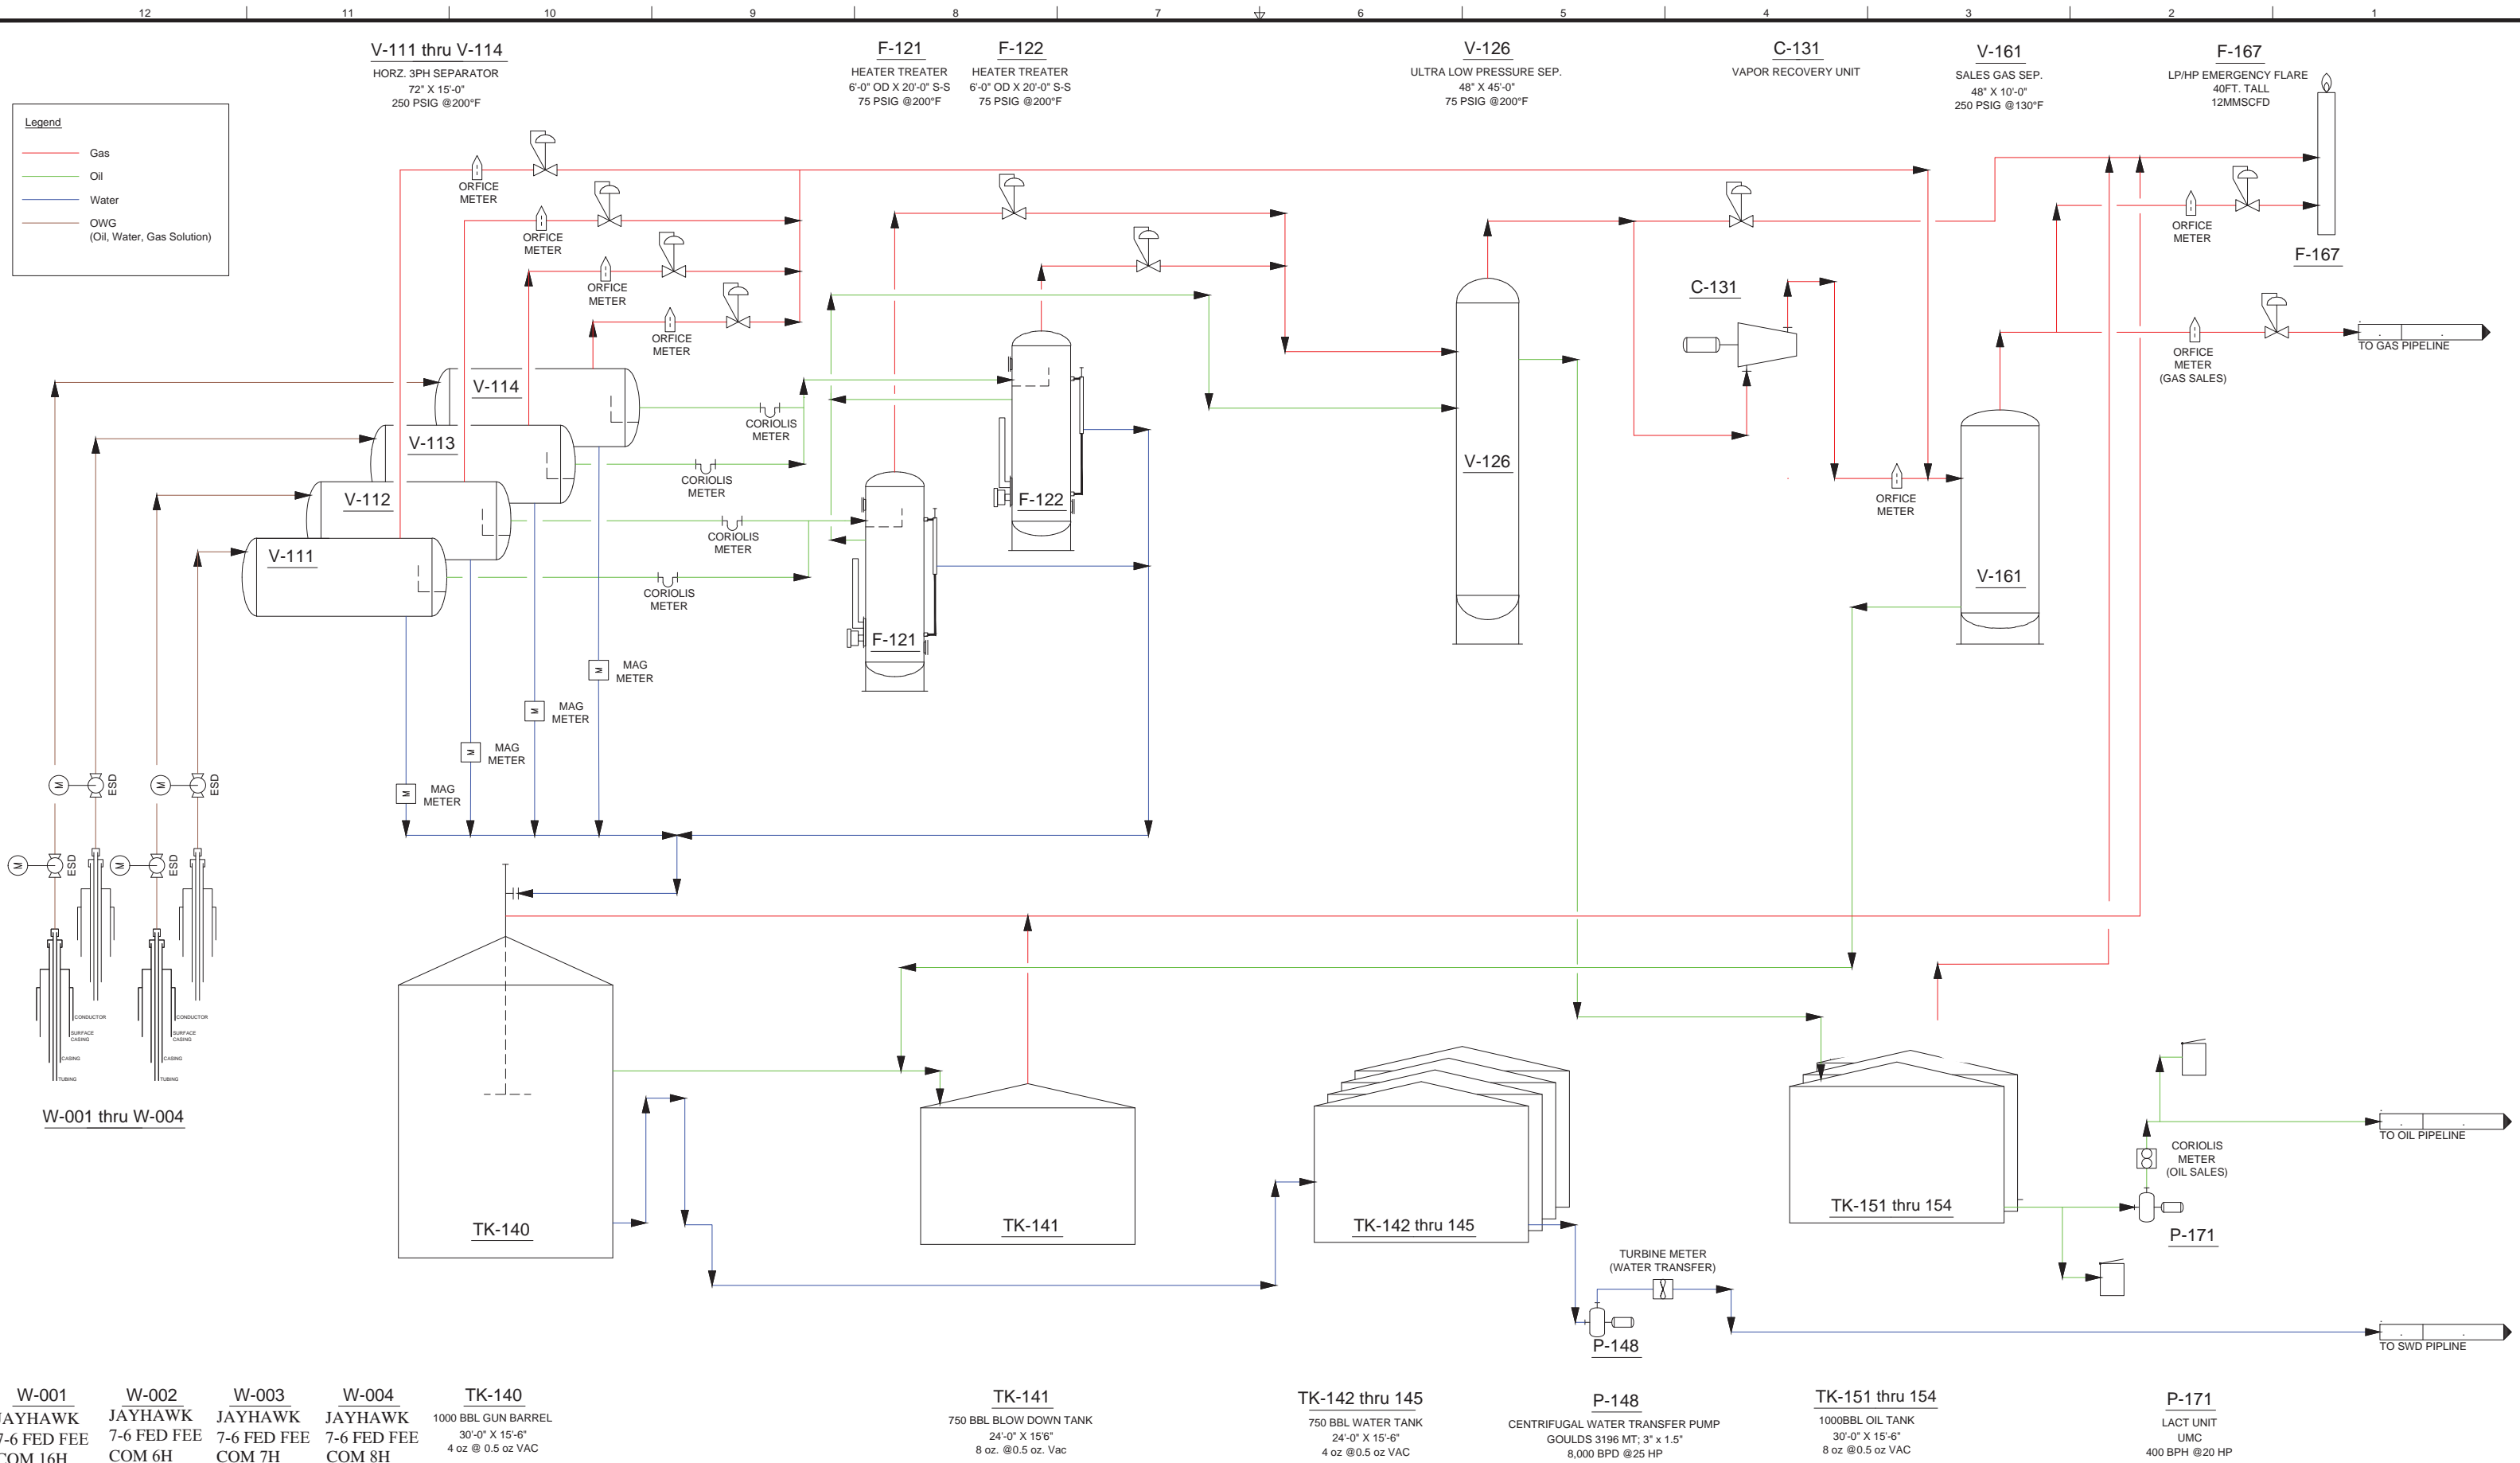 12 11 10 9 8 7 6 5 4 3 2 1
V-111 thru V-114
HORZ. 3PH SEPARATOR
72" X 15'-0"
250 PSIG @200°F
F-121
HEATER TREATER
6'-0" OD X 20'-0" S-S
75 PSIG @200°F
F-122
HEATER TREATER
6'-0" OD X 20'-0" S-S
75 PSIG @200°F
V-126
ULTRA LOW PRESSURE SEP.
48" X 45'-0"
75 PSIG @200°F
C-131
VAPOR RECOVERY UNIT
V-161
SALES GAS SEP.
48" X 10'-0"
250 PSIG @130°F
F-167
LP/HP EMERGENCY FLARE
40FT. TALL
12MMSCFD
Legend
Gas
Oil
Water
OWG
(Oil, Water, Gas Solution)
ORFICE
METER
ORFICE
METER
ORFICE
METER
ORFICE
METER
ORFICE
METER
F-167
C-131
ORFICE
METER
(GAS SALES)
TO GAS PIPELINE
V-114
V-113
V-112
V-111
CORIOLIS
METER
CORIOLIS
METER
CORIOLIS
METER
CORIOLIS
METER
F-122
F-121
V-126
ORFICE
METER
V-161
M
MAG
METER
M
MAG
METER
M
MAG
METER
M
MAG
METER
M
ESD
M
ESD
M
ESD
M
ESD
CONDUCTOR
SURFACE
CASING
CASING
TUBING
CONDUCTOR
SURFACE
CASING
CASING
TUBING
W-001 thru W-004
TK-140
TK-141
TK-142 thru 145
TK-151 thru 154
TO OIL PIPELINE
CORIOLIS
METER
(OIL SALES)
P-171
TURBINE METER
(WATER TRANSFER)
P-148
TO SWD PIPLINE
W-001
JAYHAWK
7-6 FED FEE
COM 16H
W-002
JAYHAWK
7-6 FED FEE
COM 6H
W-003
JAYHAWK
7-6 FED FEE
COM 7H
W-004
JAYHAWK
7-6 FED FEE
COM 8H
TK-140
1000 BBL GUN BARREL
30'-0" X 15'-6"
4 oz @ 0.5 oz VAC
TK-141
750 BBL BLOW DOWN TANK
24'-0" X 15'6"
8 oz. @0.5 oz. Vac
TK-142 thru 145
750 BBL WATER TANK
24'-0" X 15'-6"
4 oz @0.5 oz VAC
P-148
CENTRIFUGAL WATER TRANSFER PUMP
GOULDS 3196 MT; 3" x 1.5"
8,000 BPD @25 HP
TK-151 thru 154
1000BBL OIL TANK
30'-0" X 15'-6"
8 oz @0.5 oz VAC
P-171
LACT UNIT
UMC
400 BPH @20 HP